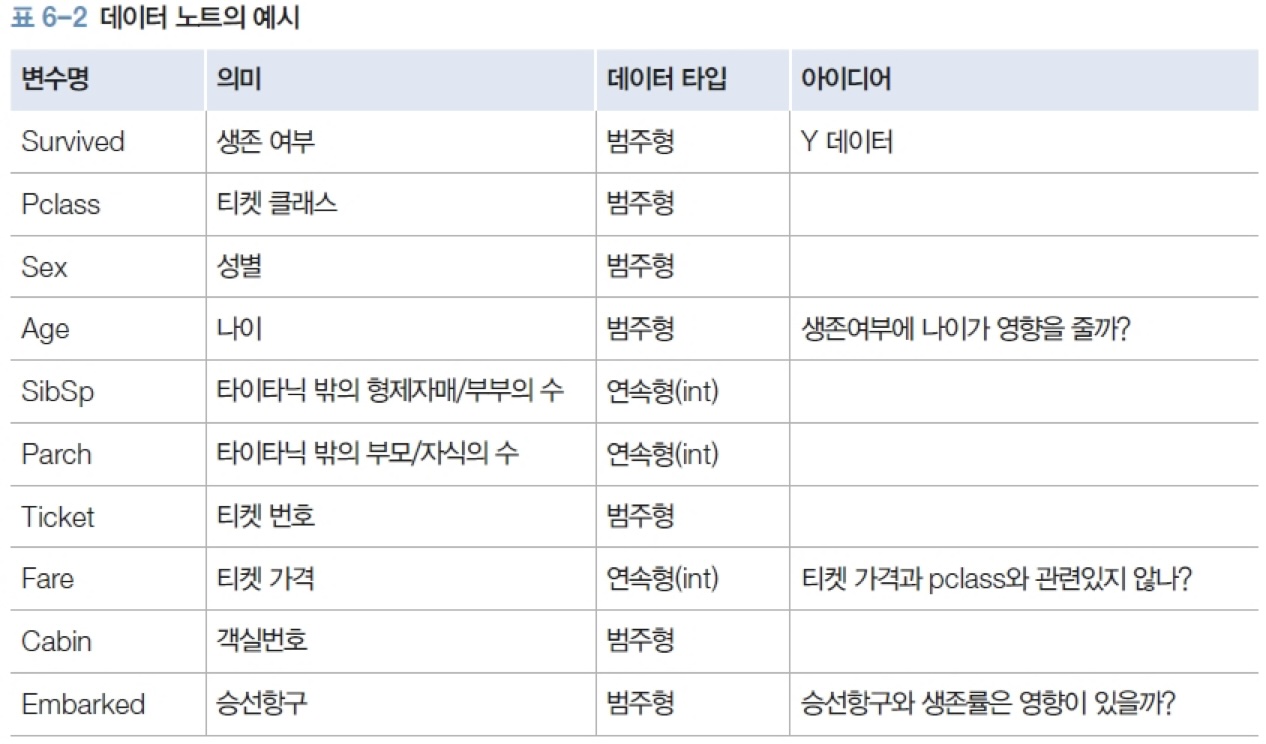 표 6-2 데이터 노트의 예시
변수명 의미 데이터 타입 아이디어
Survived 생존 여부 범주형 Y 데이터
Pclass 티켓 클래스 범주형
Sex 성별 범주형
Age 나이 범주형 생존여부에 나이가 영향을 줄까?
SibSp 타이타닉 밖의 형제자매/부부의 수 연속형(int)
Parch 타이타닉 밖의 부모/자식의 수 연속형(int)
Ticket 티켓 번호 범주형
Fare 티켓 가격 연속형(int) 티켓 가격과 pclass와 관련있지 않나?
Cabin 객실번호 범주형
Embarked 승선항구 범주형 승선항구와 생존률은 영향이 있을까?